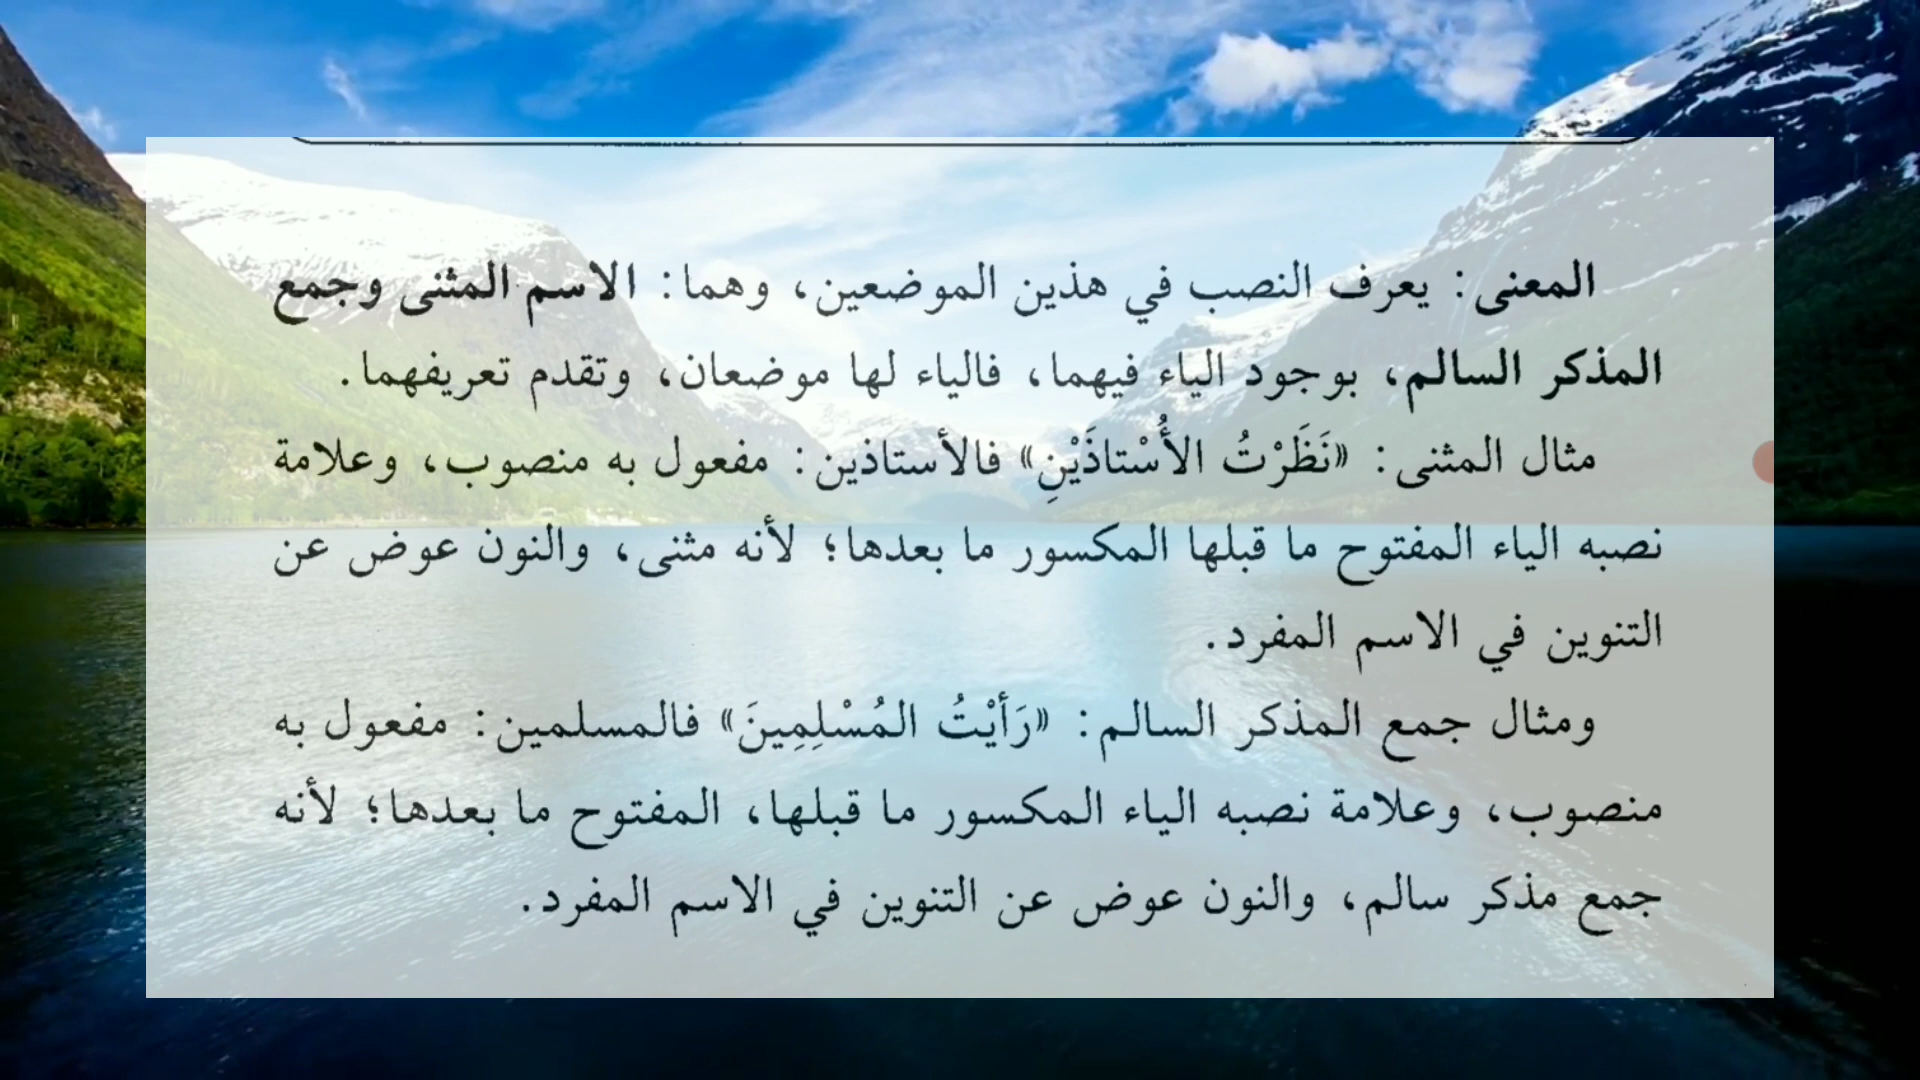 المعنى: يعرف النصب في هذين الموضعين، وهما: الاسم المثنى وجمع
المذكر السالم، بوجود الياء فيهما، فالياء لها موضعان، وتقدم تعريفهما.
مثال المثنى: «نَظَرْتُ الأُسْتاذَيْنِ» فالأستاذين: مفعول به منصوب، وعلامة
نصبه الياء المفتوح ما قبلها المكسور ما بعدها؛ لأنه مثنى، والنون عوض عن
التنوين في الاسم المفرد.
ومثال جمع المذكر السالم: «رَأيْتُ المُسْلِمِينَ» فالمسلمين: مفعول به
منصوب، وعلامة نصبه الياء المكسور ما قبلها، المفتوح ما بعدها؛ لأنه
جمع مذكر سالم، والنون عوض عن التنوين في الاسم المفرد.